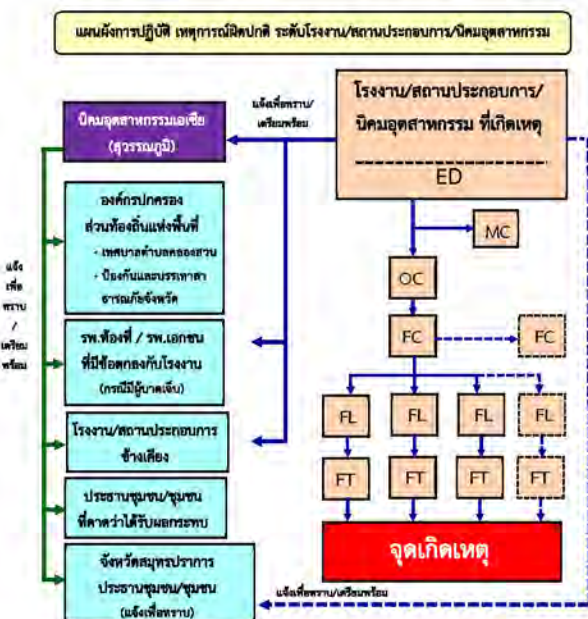 แผนผังการปฏิบัติ เหตุการณ์ผิดปกติ ระดับโรงงาน/สถานประกอบการ/นิคมอุตสาหกรรม
แจ้งเพื่อทราบ/
เตรียมพร้อม
นิคมอุตสาหกรรมเอเชีย
(สุวรรณภูมิ)
โรงงาน/สถานประกอบการ/
นิคมอุตสาหกรรม ที่เกิดเหตุ
ED
องค์กรปกครอง
ส่วนท้องถิ่นแห่งพื้นที่
- เทศบาลตำบลคลองสวน
- ป้องกันและบรรเทาสา
ธารณภัยจังหวัด
MC
OC
แจ้ง
เพื่อ
ทราบ
/
เตรียม
พร้อม
รพ.ท้องที่ / รพ.เอกชน
ที่มีข้อตกลงกับโรงงาน
(กรณีมีผู้บาดเจ็บ)
FC
FC
โรงงาน/สถานประกอบการ
ข้างเคียง
FL
FL
FL
FL
ประธานชุมชน/ชุมชน
ที่คาดว่าได้รับผลกระทบ
FT
FT
FT
FT
จังหวัดสมุทรปราการ
ประธานชุมชน/ชุมชน
(แจ้งเพื่อทราบ)
จุดเกิดเหตุ
แจ้งเพื่อทราบ/เตรียมพร้อม